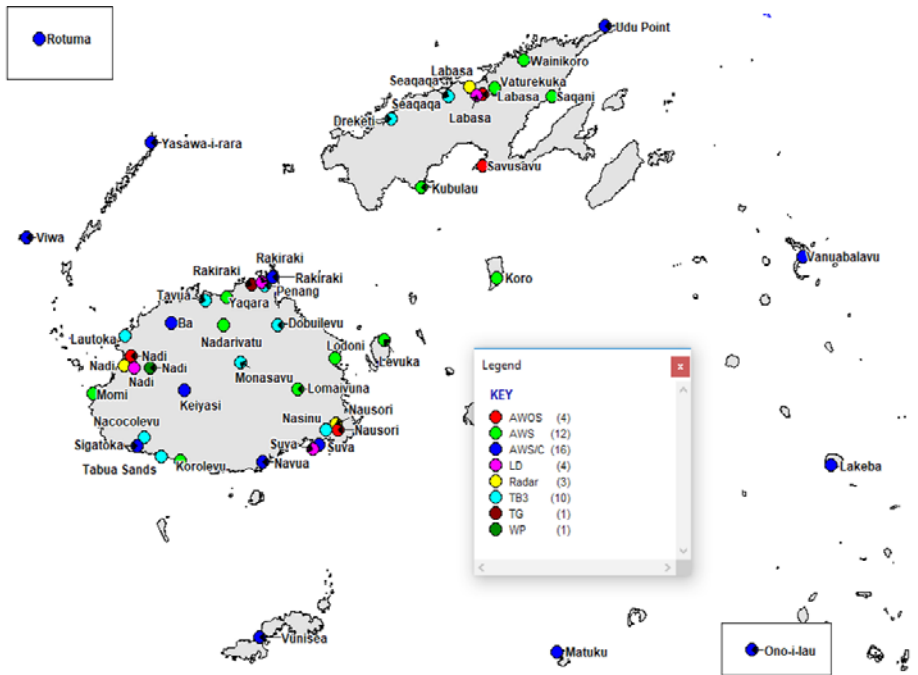 Rotuma
Udu Point
Wainikoro
Labasa
Seaqaqa
Vaturekuka
Seaqaqa
Labasa
Saqani
Labasa
Dreketi
Yasawa-i-rara
Savusavu
Kubulau
Viwa
Vanuabalavu
Rakiraki
Rakiraki
Rakiraki
Koro
Penang
Tavua
Yaqara
Ba
Dobuilevu
Lautoka
Nadarivatu
Lodoni
Levuka
Nadi
Nadi
Nadi
Nadi
Monasavu
Momi
Keiyasi
Lomaivuna
Nacocolevu
Nasinu
Nausori
Nausori
Sigatoka
Suva
Suva
Tabua Sands
Korolevu
Navua
Lakeba
Vunisea
Matuku
Ono-i-lau
Legend
x
KEY
AWOS (4)
AWS (12)
AWS/C (16)
LD (4)
Radar (3)
TB3 (10)
TG (1)
WP (1)